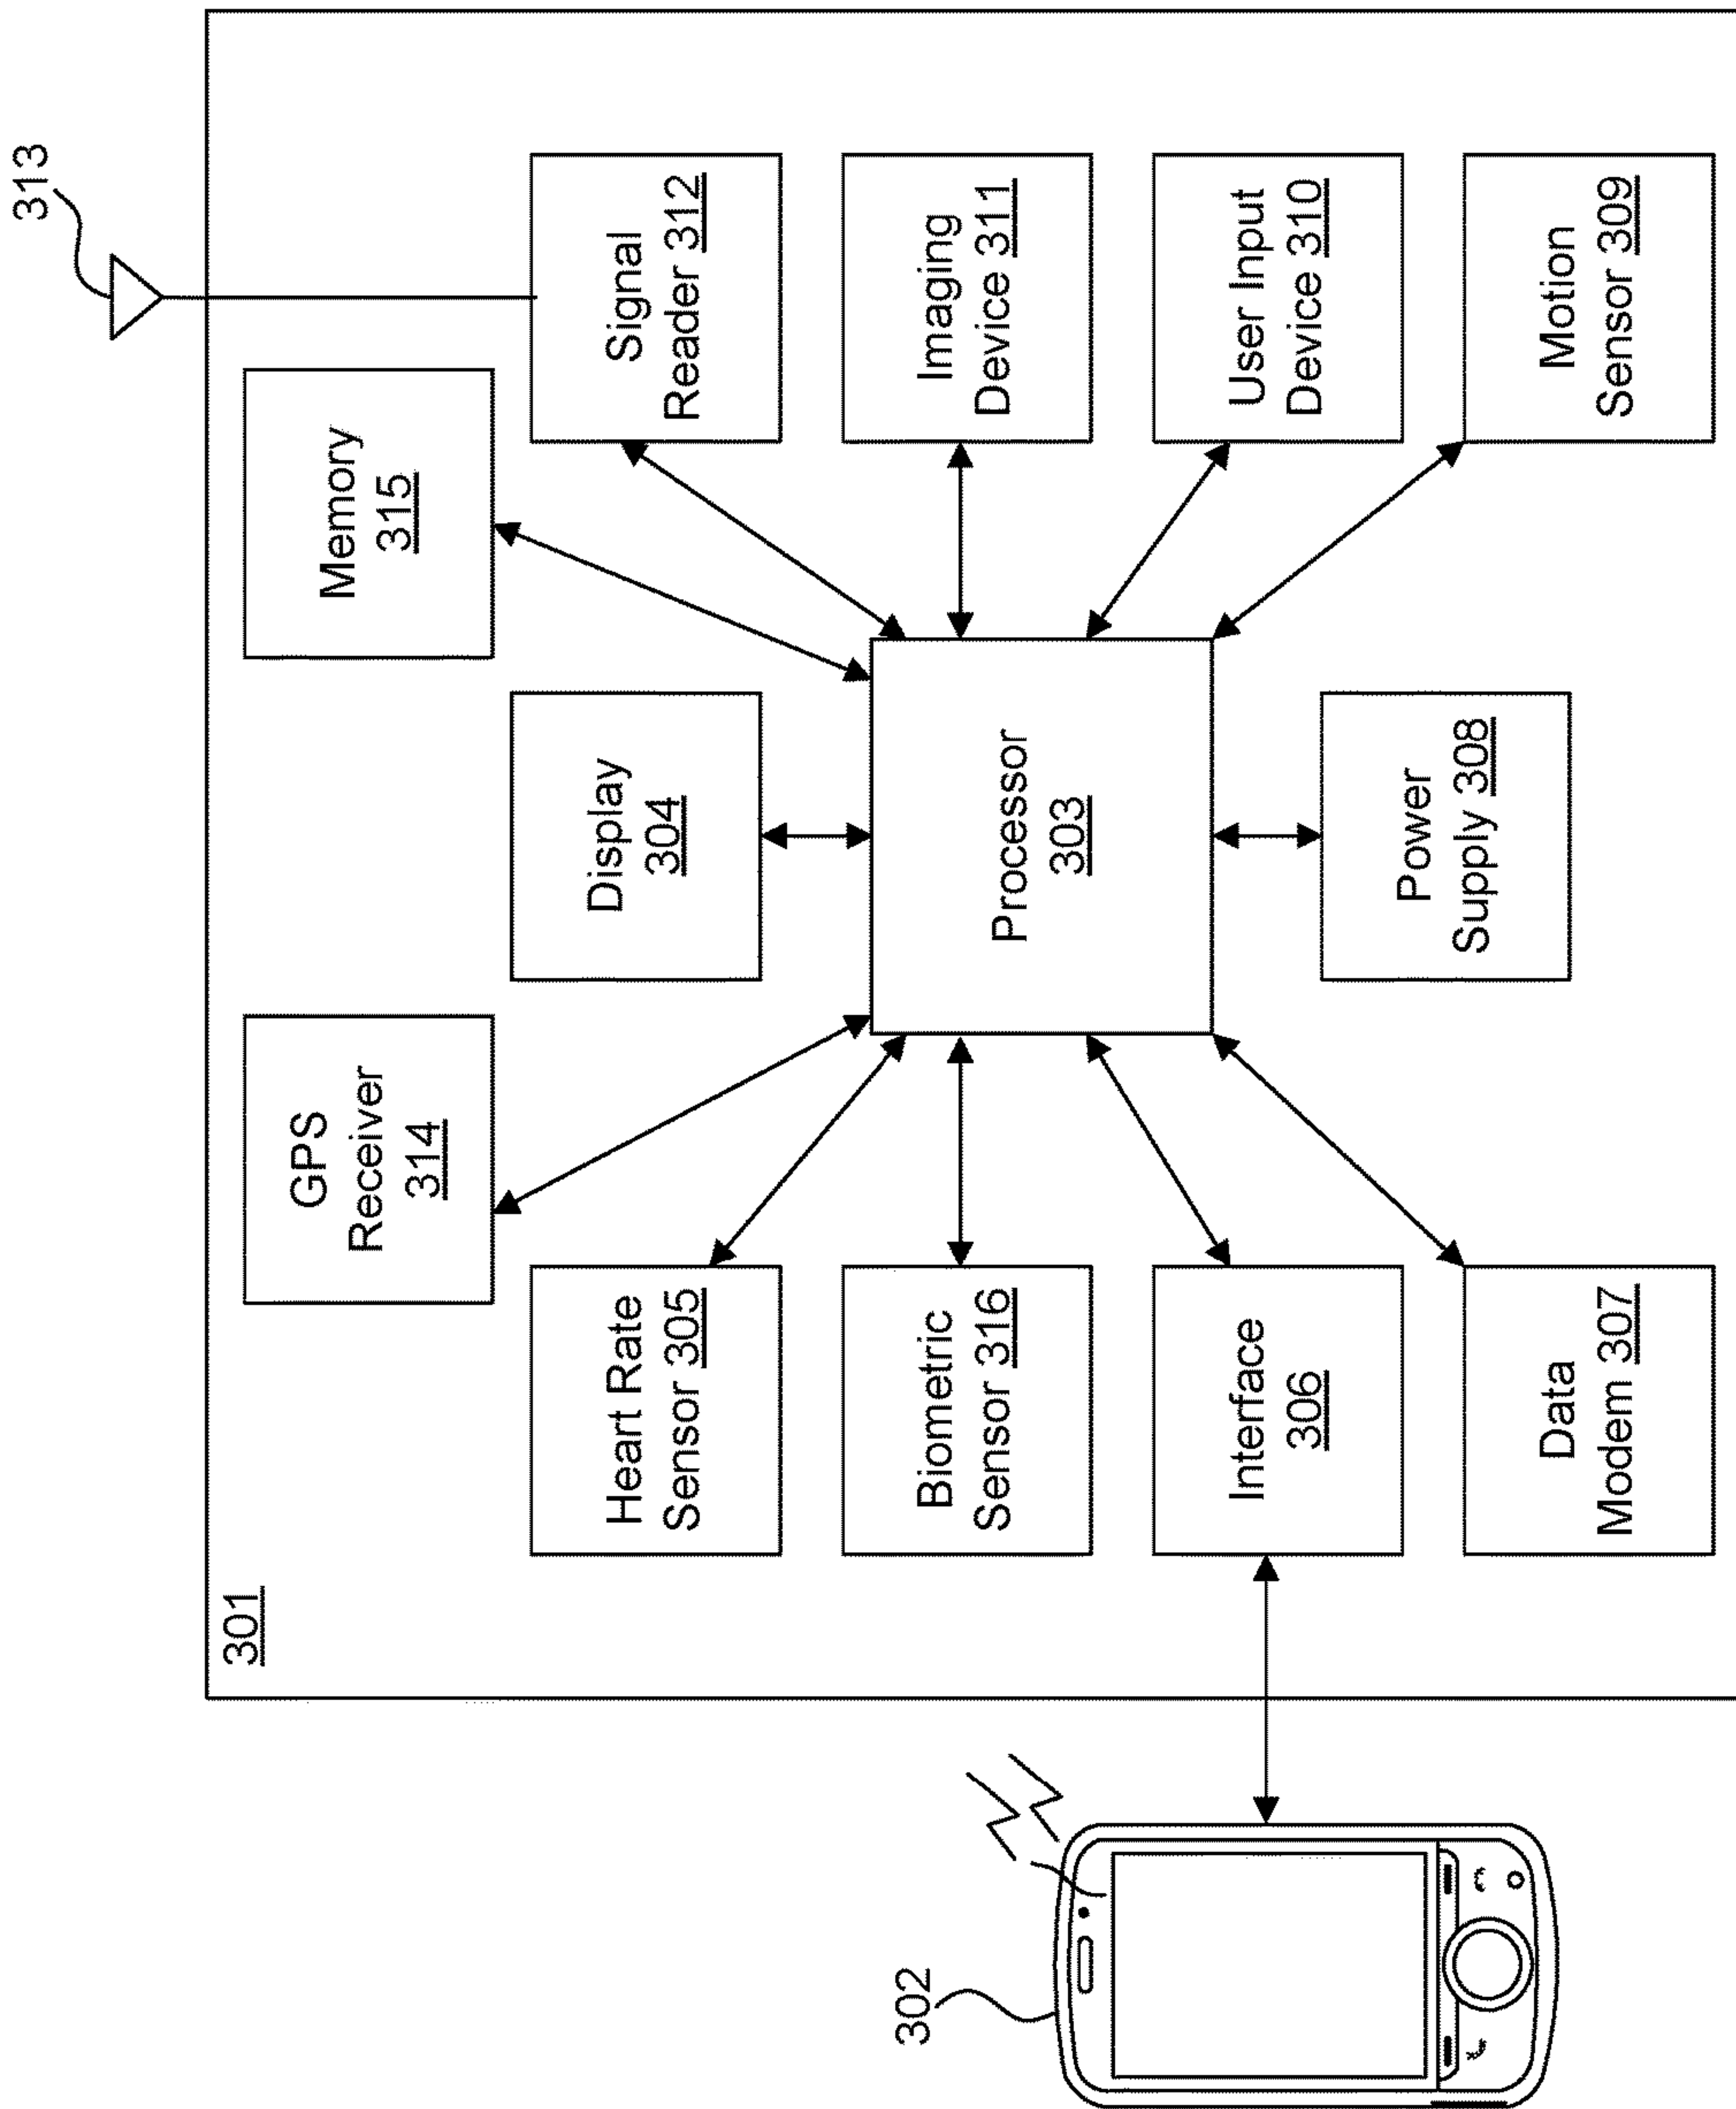 313
301
GPS
Receiver
314
Memory
315
Display
304
Heart Rate
Sensor 305
Signal
Reader 312
302
Biometric
Sensor 316
Processor
303
Imaging
Device 311
Interface
306
User Input
Device 310
Power
Supply 308
Data
Modem 307
Motion
Sensor 309